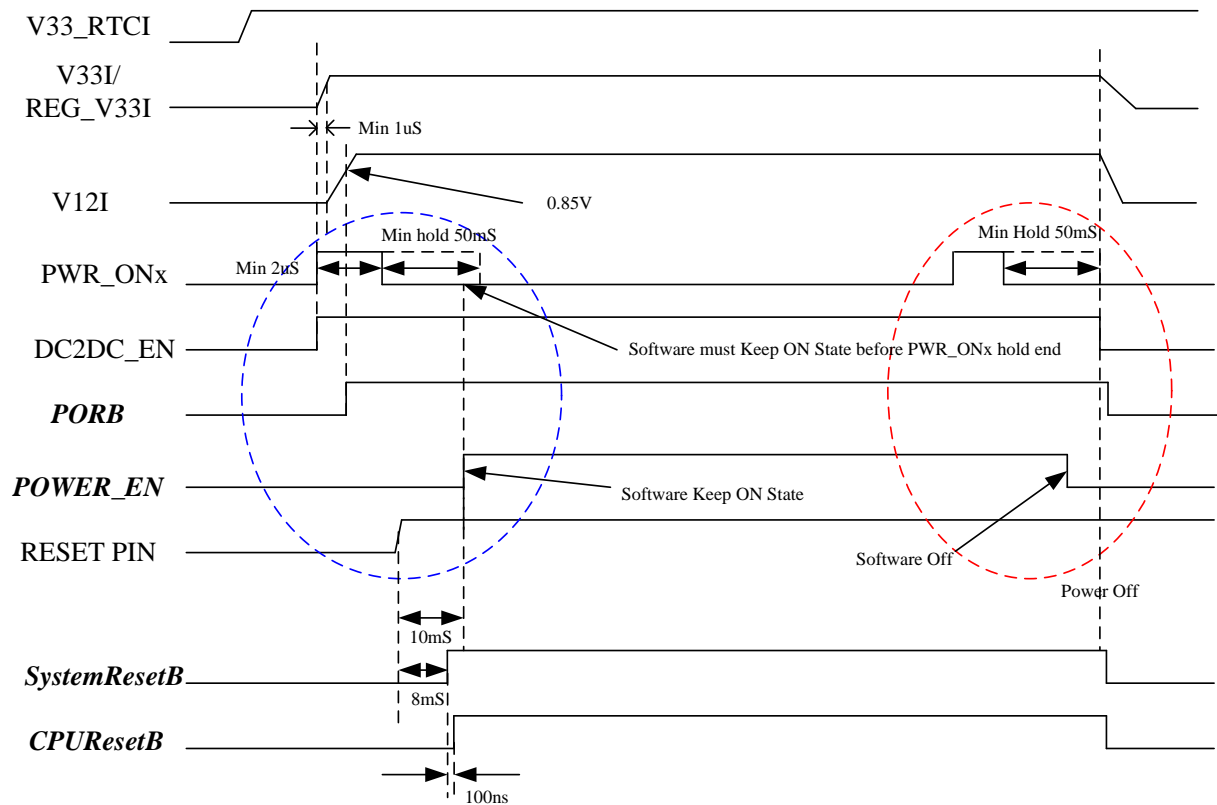 V33_RTCI
V33I/
REG_V33I
Min 1uS
V12I
0.85V
Min hold 50mS
Min Hold 50mS
Min 2uS
PWR_ONx
Software must Keep ON State before PWR_ONx hold end
DC2DC_EN
PORB
POWER_EN
Software Keep ON State
RESET PIN
Software Off
Power Off
10mS
SystemResetB
8mS
CPUResetB
100ns